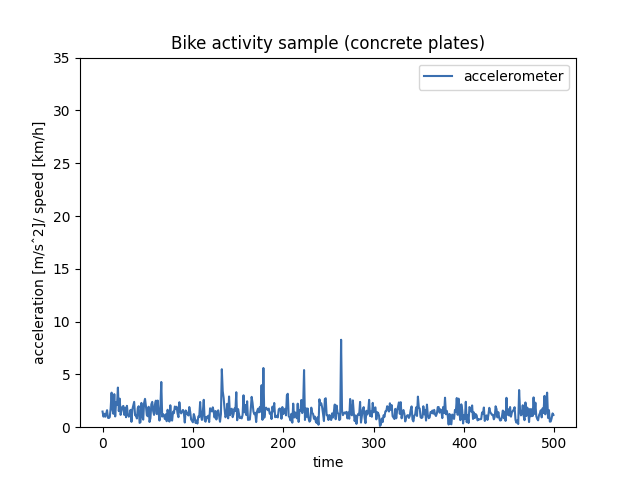 Bike activity sample (concrete plates)
accelerometer
acceleration [m/sˆ2]/ speed [km/h]
35
30
25
20
15
10
5
0
0 100 200 300 400 500
time